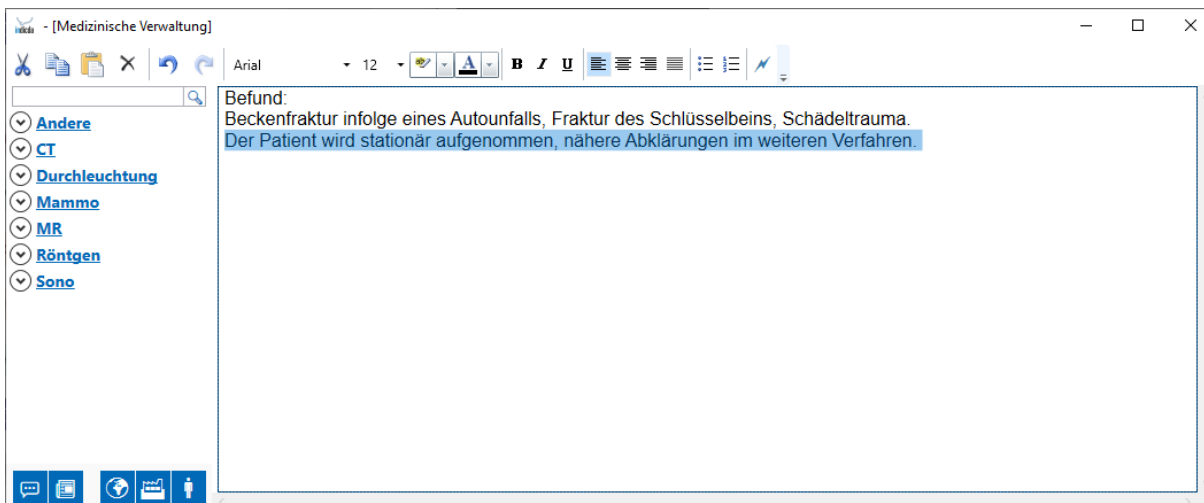 - [Medizinische Verwaltung]
Arial 12 A B I U
Befund:
Beckenfraktur infolge eines Autounfalls, Fraktur des Schlüsselbeins, Schädeltrauma.
Der Patient wird stationär aufgenommen, nähere Abklärungen im weiteren Verfahren.
Andere
CT
Durchleuchtung
Mammo
MR
Röntgen
Sono